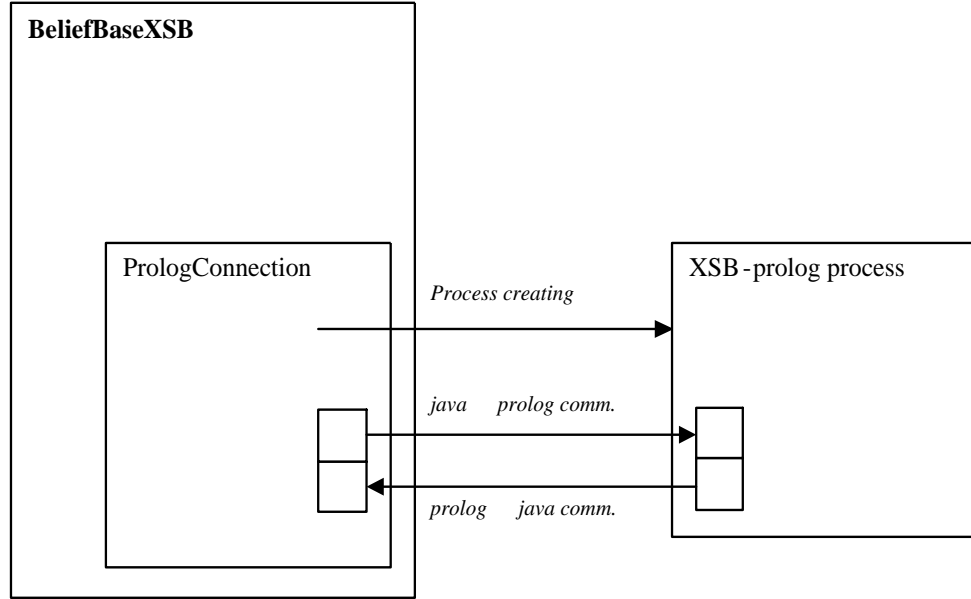 BeliefBaseXSB
PrologConnection
XSB-prolog process
Process creating
java prolog comm.
prolog java comm.